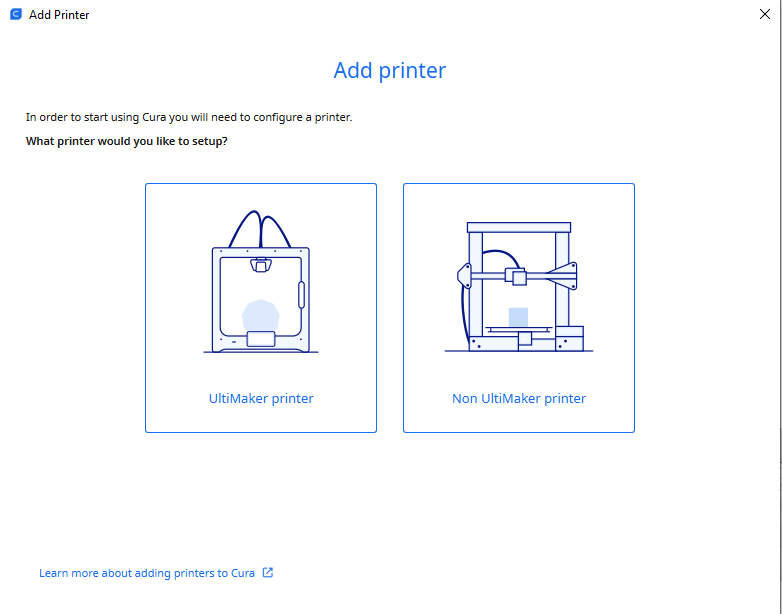 Add Printer
Add printer
In order to start using Cura you will need to configure a printer.
What printer would you like to setup?
UltiMaker printer
Non UltiMaker printer
Learn more about adding printers to Cura